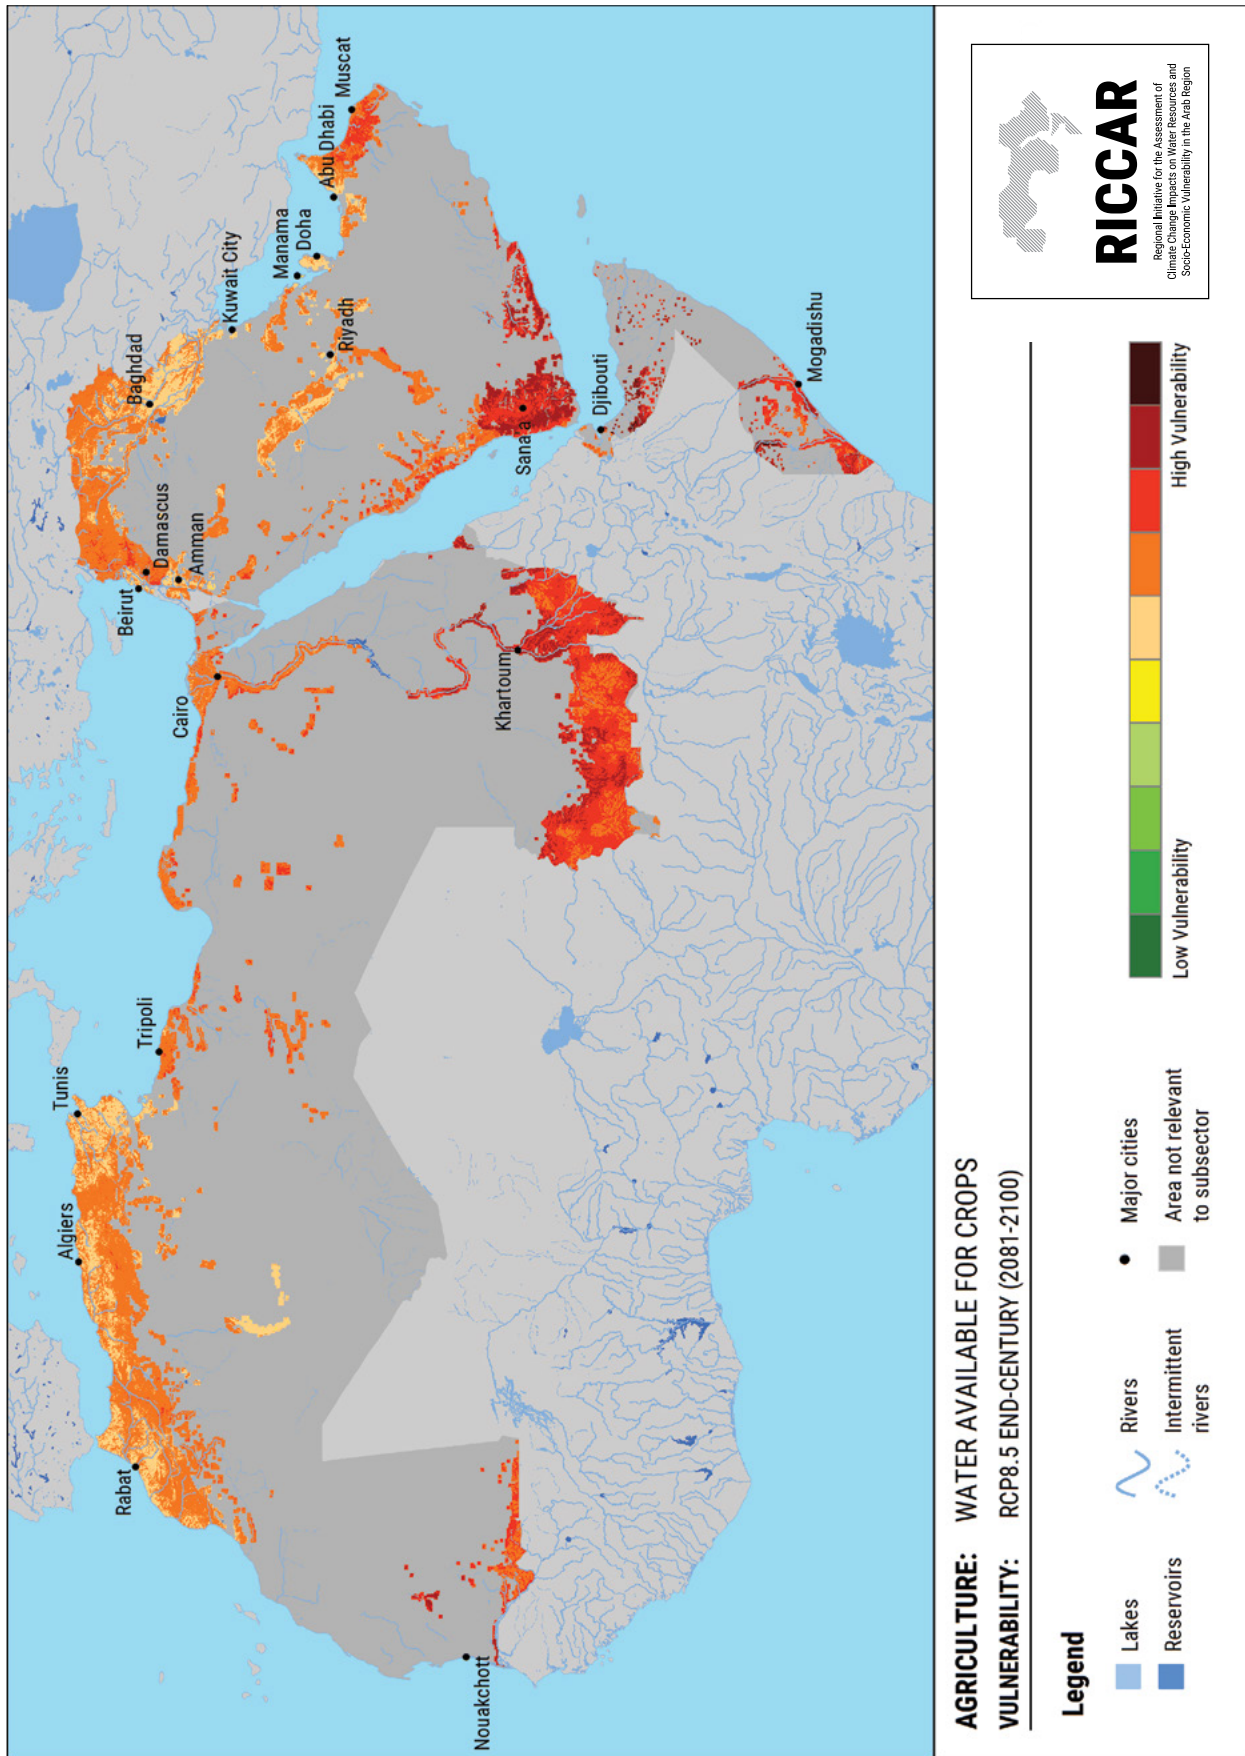 Rabat
Algiers
Tunis
Tripoli
Cairo
Beirut
Damascus
Amman
Baghdad
Kuwait City
Manama
Doha
Abu Dhabi
Muscat
Riyadh
Sana'a
Djibouti
Khartoum
Mogadishu
Nouakchott
AGRICULTURE: WATER AVAILABLE FOR CROPS
VULNERABILITY: RCP8.5 END-CENTURY (2081-2100)
Legend
Lakes
Reservoirs
Rivers
Intermittent
rivers
Major cities
Area not relevant
to subsector
Low Vulnerability
High Vulnerability
RICCAR
Regional Initiative for the Assessment of
Climate Change Impacts on Water Resources and
Socio-Economic Vulnerability in the Arab Region